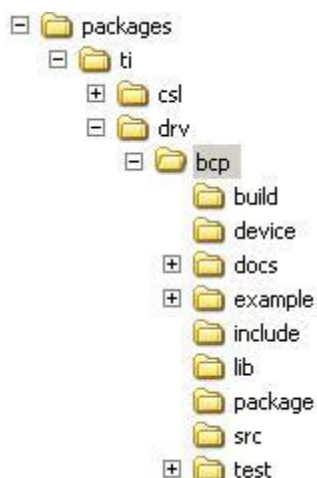 packages
ti
csl
drv
bcp
build
device
docs
example
include
lib
package
src
test